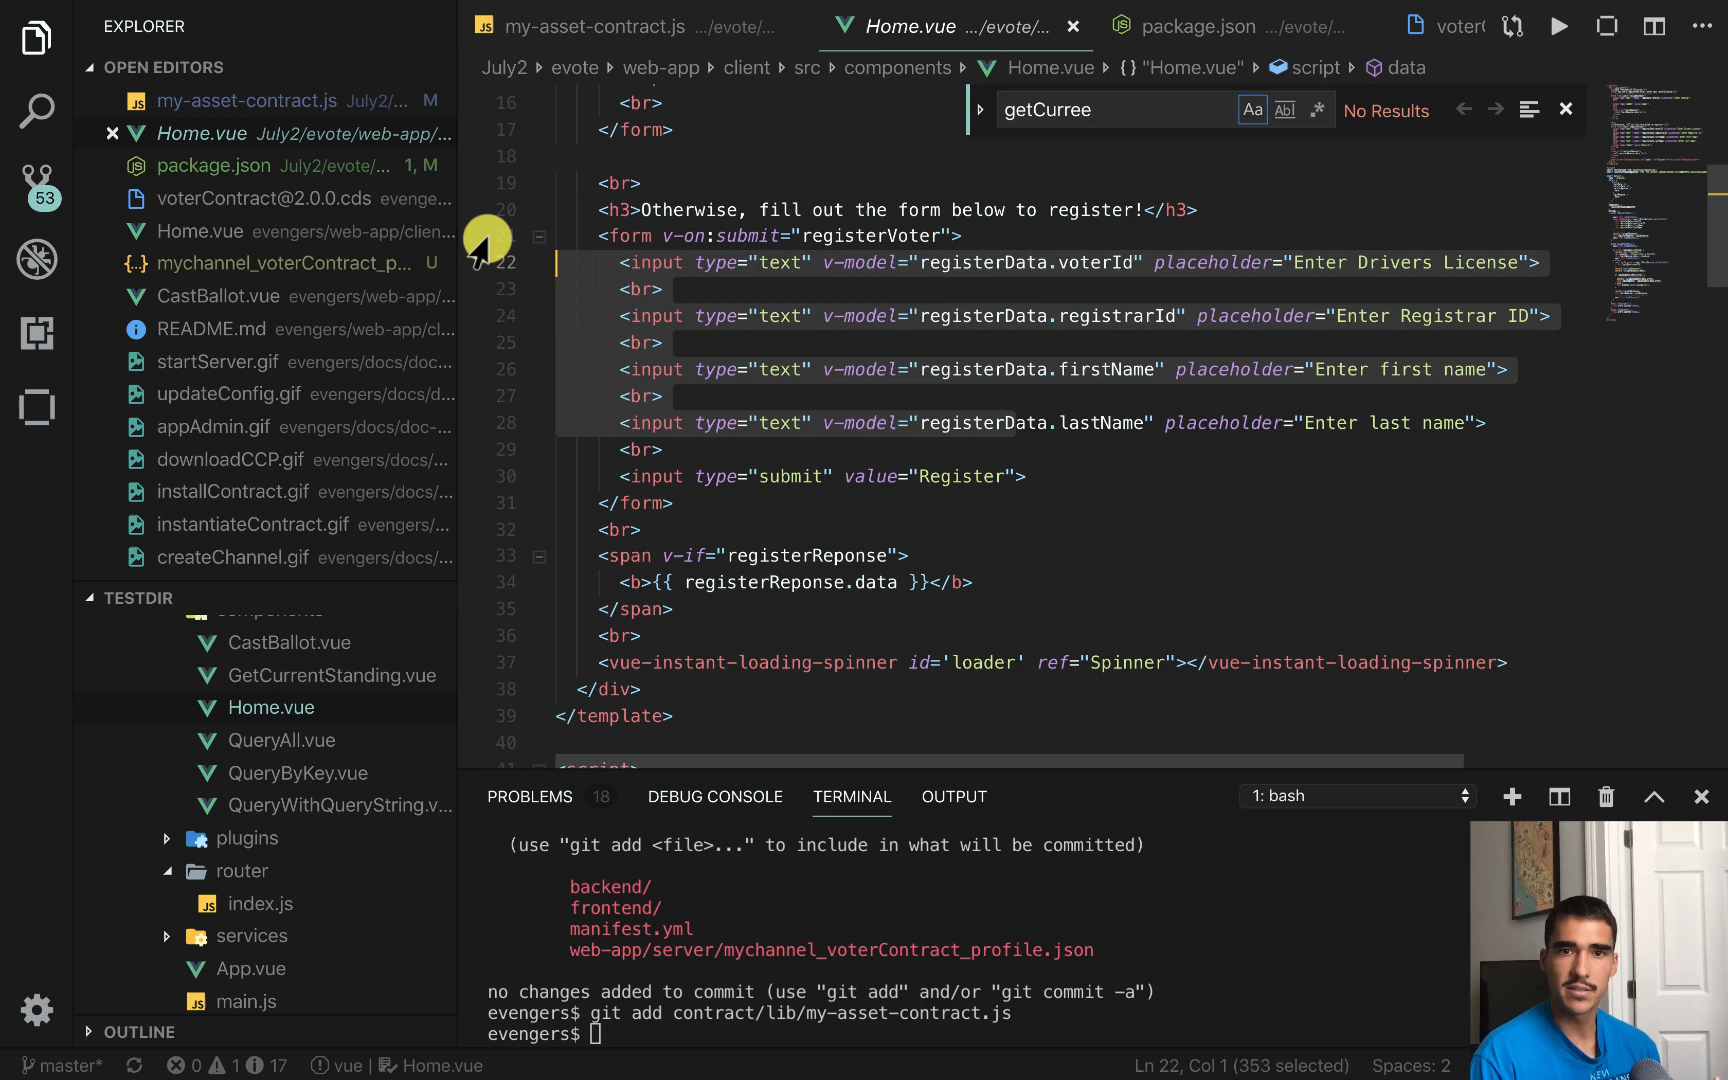 EXPLORER
OPEN EDITORS
my-asset-contract.js July2/... M
Home.vue July2/evote/web-app/...
package.json July2/evote/... 1, M
voterContract@2.0.0.cds evenge...
Home.vue evengers/web-app/clien...
{..} mychannel_voterContract_p... U
CastBallot.vue evengers/web-app/...
README.md evengers/web-app/cl...
startServer.gif evengers/docs/doc...
updateConfig.gif evengers/docs/d...
appAdmin.gif evengers/docs/doc-...
downloadCCP.gif evengers/docs/...
installContract.gif evengers/docs/...
instantiateContract.gif evengers/...
createChannel.gif evengers/docs/...
53
TESTDIR
components
CastBallot.vue
GetCurrentStanding.vue
Home.vue
QueryAll.vue
QueryByKey.vue
QueryWithQueryString.v...
plugins
router
JS index.js
services
App.vue
JS main.js
OUTLINE
JS my-asset-contract.js .../evote/...
Home.vue .../evote/...
package.json .../evote/...
voter
July2 evote web-app client src components Home.vue {} "Home.vue" script data
getCurree Aa Abl .* No Results
16 <br>
17 </form>
18
19 <br>
20 <h3>Otherwise, fill out the form below to register!</h3>
21 <form v-on:submit="registerVoter">
22 <input type="text" v-model="registerData.voterId" placeholder="Enter Drivers License">
23 <br>
24 <input type="text" v-model="registerData.registrarId" placeholder="Enter Registrar ID">
25 <br>
26 <input type="text" v-model="registerData.firstName" placeholder="Enter first name">
27 <br>
28 <input type="text" v-model="registerData.lastName" placeholder="Enter last name">
29 <br>
30 <input type="submit" value="Register">
31 </form>
32 <br>
33 <span v-if="registerReponse">
34 <b>{{ registerReponse.data }}</b>
35 </span>
36 <br>
37 <vue-instant-loading-spinner id='loader' ref="Spinner"></vue-instant-loading-spinner>
38 </div>
39 </template>
40
41 <script>
PROBLEMS 18 DEBUG CONSOLE TERMINAL OUTPUT 1: bash
(use "git add <file>..." to include in what will be committed)
backend/
frontend/
manifest.yml
web-app/server/mychannel_voterContract_profile.json
no changes added to commit (use "git add" and/or "git commit -a")
evengers$ git add contract/lib/my-asset-contract.js
evengers$
master* 0 1 17 vue Home.vue Ln 22, Col 1 (353 selected) Spaces: 2
NEW